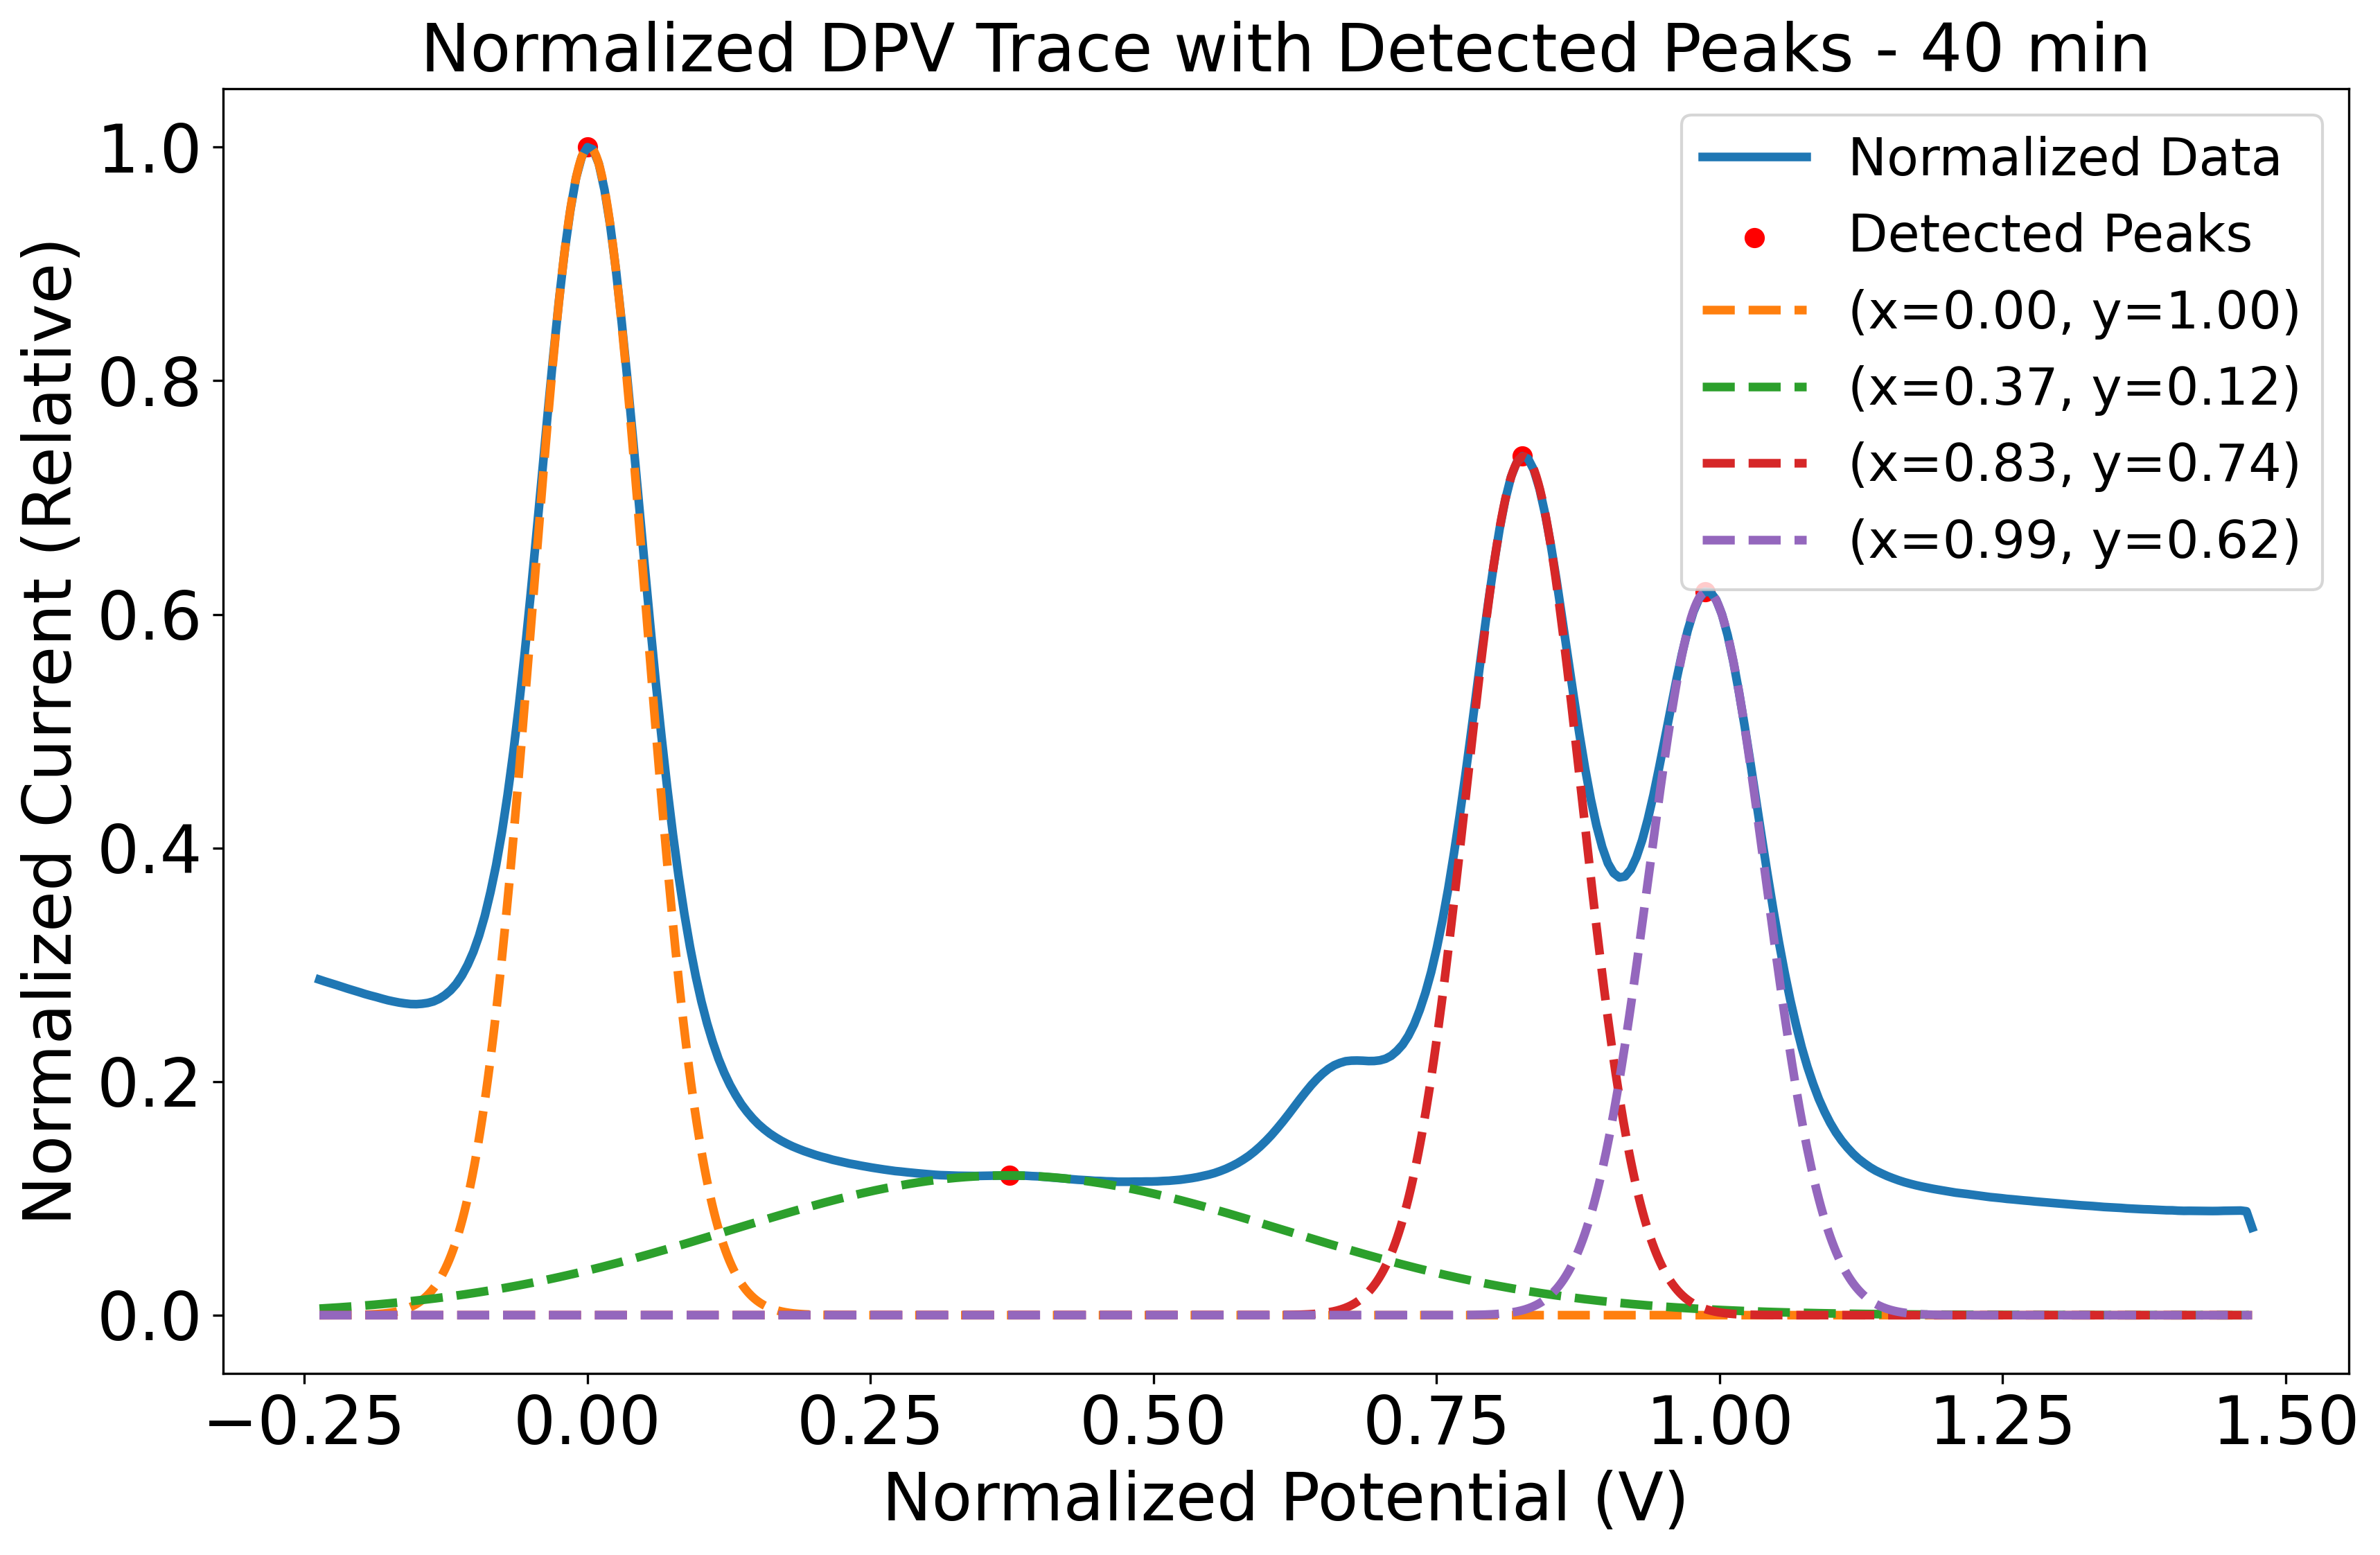 Normalized DPV Trace with Detected Peaks - 40 min
Normalized Current (Relative)
1.0
0.8
0.6
0.4
0.2
0.0
Normalized Data
Detected Peaks
(x=0.00, y=1.00)
(x=0.37, y=0.12)
(x=0.83, y=0.74)
(x=0.99, y=0.62)
−0.25 0.00 0.25 0.50 0.75 1.00 1.25 1.50
Normalized Potential (V)